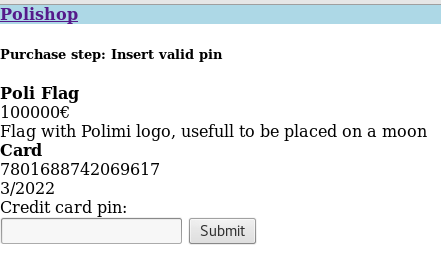 Polishop
Purchase step: Insert valid pin
Poli Flag
100000€
Flag with Polimi logo, usefull to be placed on a moon
Card
7801688742069617
3/2022
Credit card pin:
Submit